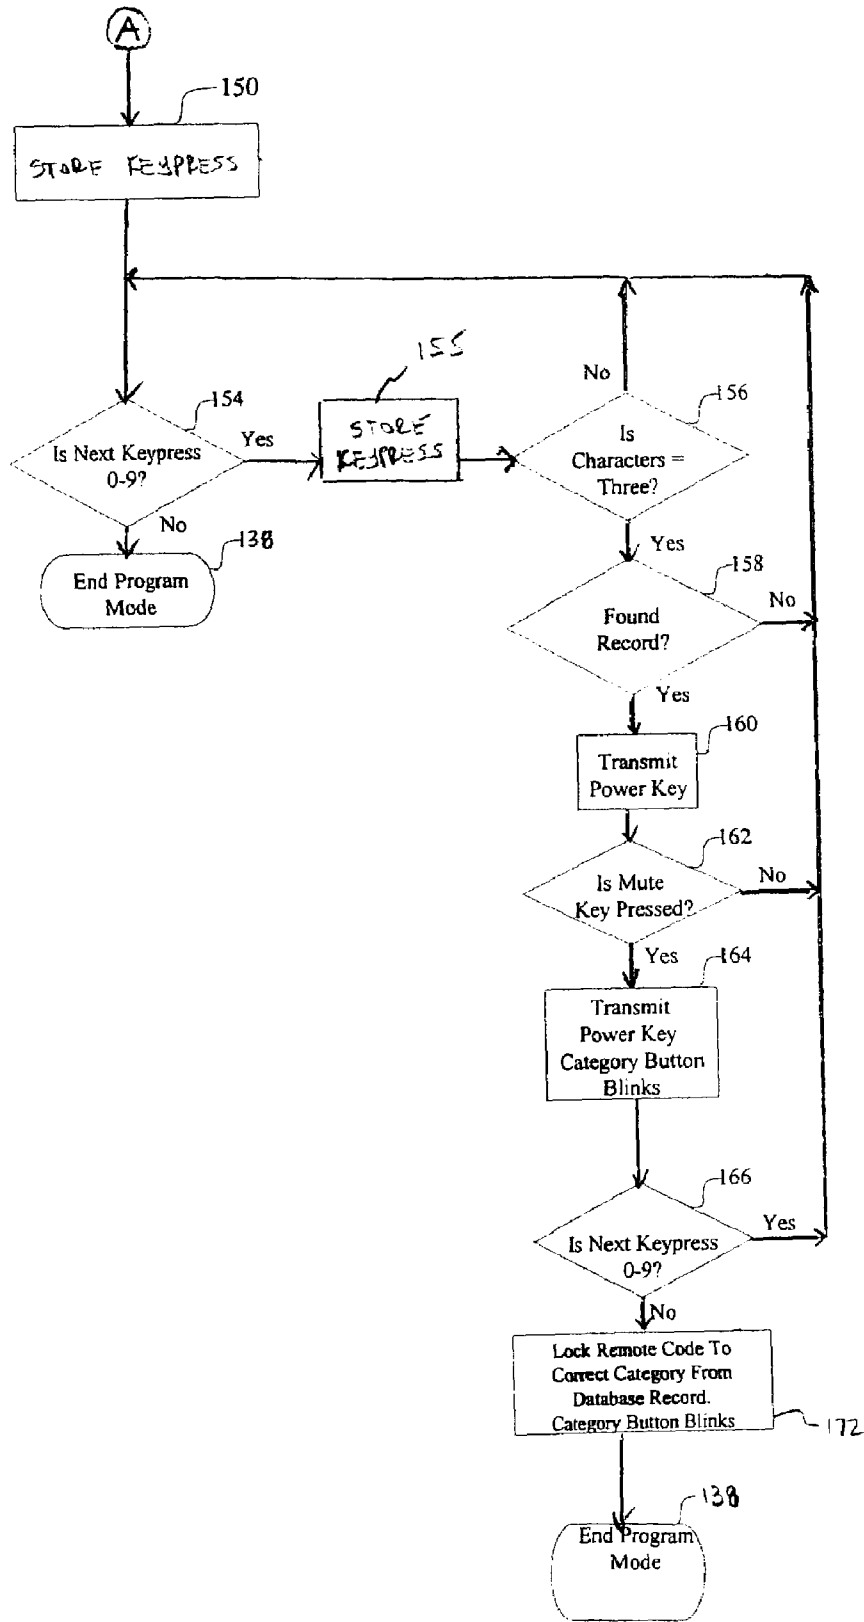 A
150
STORE KEYPRESS
154
Is Next Keypress
0-9?
Yes
No
138
End Program
Mode
155
STORE
KEYPRESS
No
156
Is
Characters =
Three?
Yes
158
Found
Record?
No
Yes
160
Transmit
Power Key
162
Is Mute
Key Pressed?
No
Yes
164
Transmit
Power Key
Category Button
Blinks
166
Is Next Keypress
0-9?
Yes
No
Lock Remote Code To
Correct Category From
Database Record.
Category Button Blinks
172
138
End Program
Mode